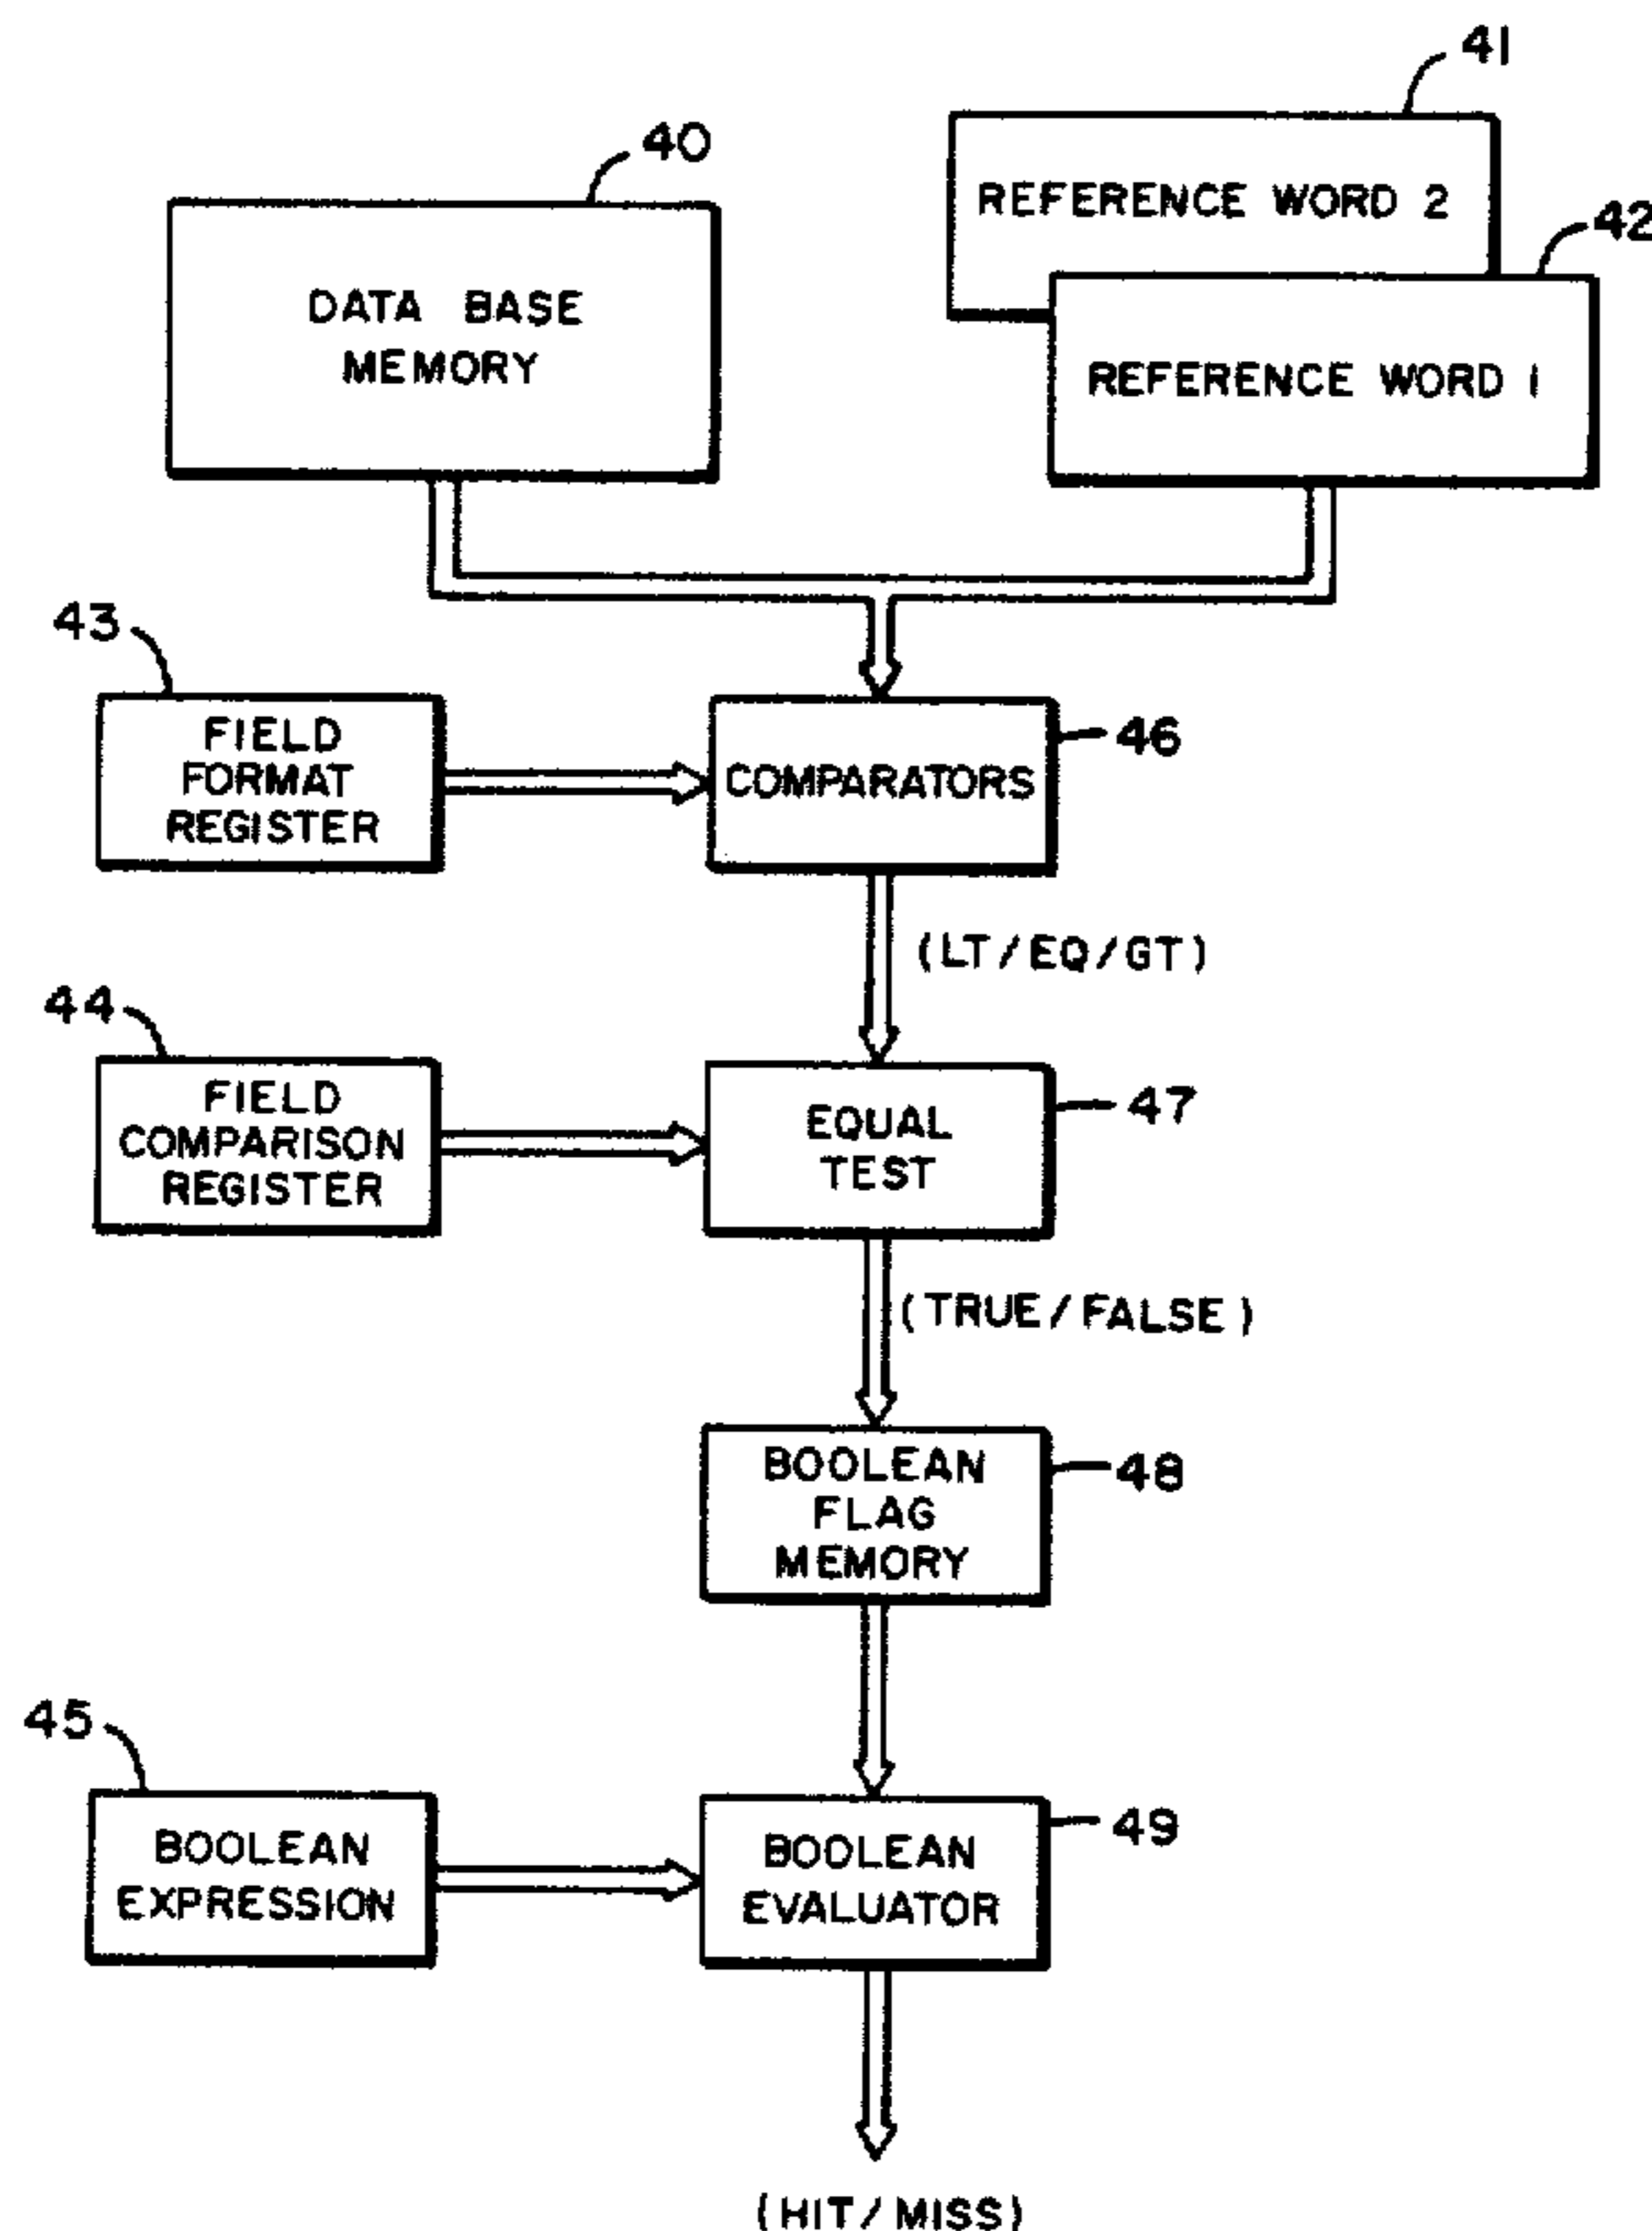 41
40
REFERENCE WORD 2
42
DATA BASE
MEMORY
REFERENCE WORD 1
43
FIELD
FORMAT
REGISTER
COMPARATORS
46
(LT/EQ/GT)
44
FIELD
COMPARISON
REGISTER
EQUAL
TEST
47
(TRUE/FALSE)
BOOLEAN
FLAG
MEMORY
48
45
BOOLEAN
EXPRESSION
BOOLEAN
EVALUATOR
49
(HIT/MISS)